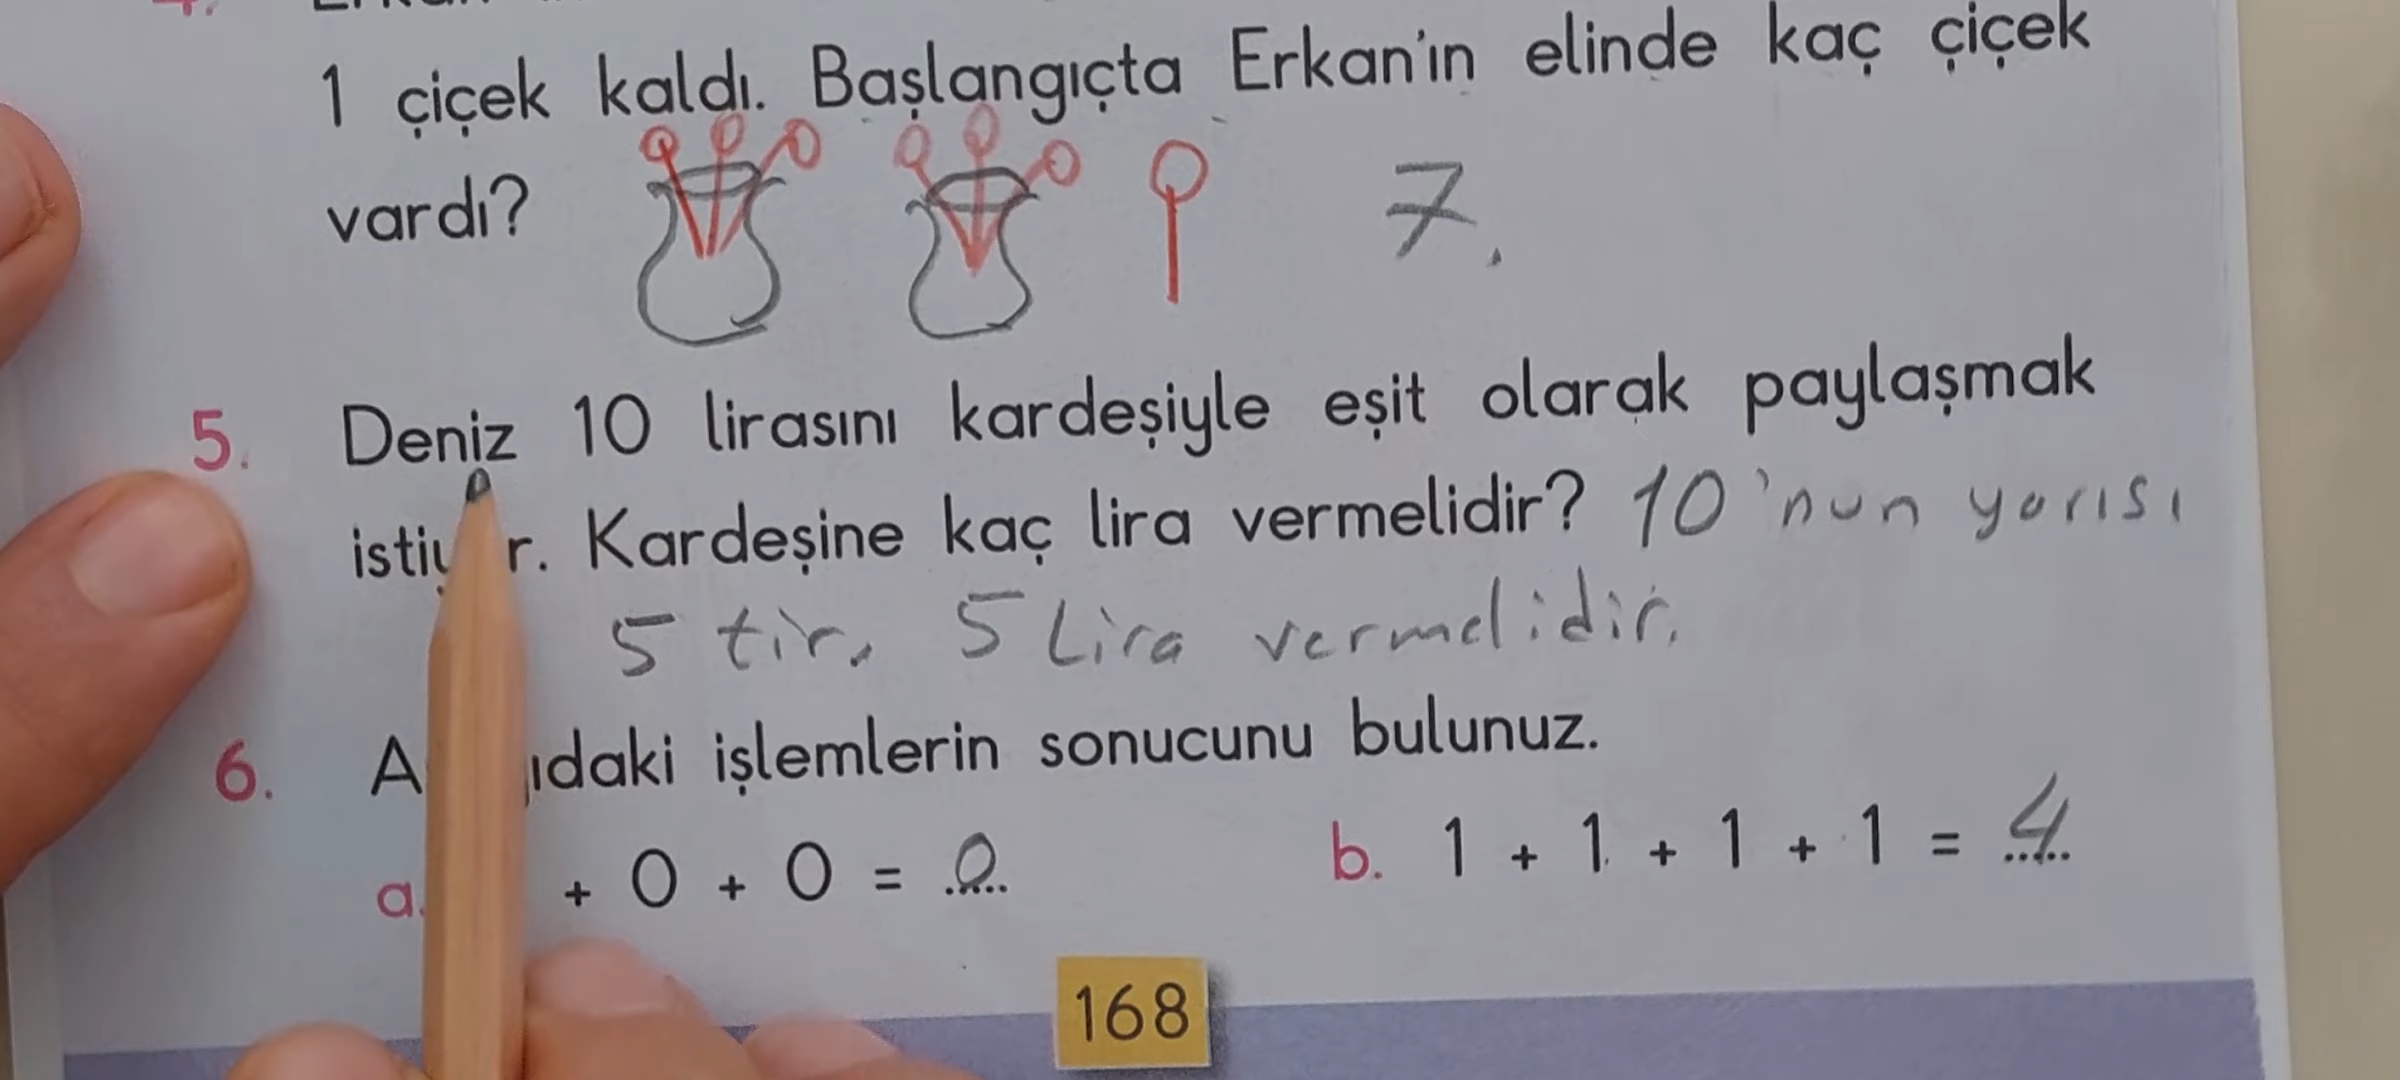 1 çiçek kaldı. Başlangıçta Erkan'ın elinde kaç çiçek
vardı? 7.
5. Deniz 10 lirasını kardeşiyle eşit olarak paylaşmak
r. Kardeşine kaç lira vermelidir? 10'nun yarısı
5 tir. 5 Lira vermelidir.
6. işlemlerin sonucunu bulunuz.
a. + 0 + 0 = 0 b. 1 + 1 + 1 + 1 = 4
168